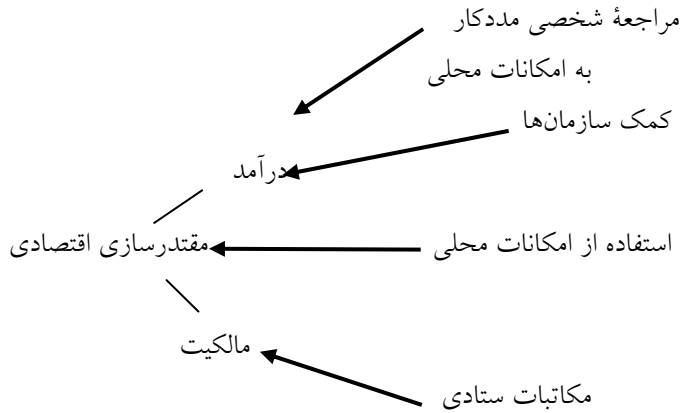 مراجعهٔ شخصی مددکار
به امکانات محلی
کمک سازمان‌ها
درآمد
استفاده از امکانات محلی
مقتدرسازی اقتصادی
مالکیت
مکاتبات ستادی